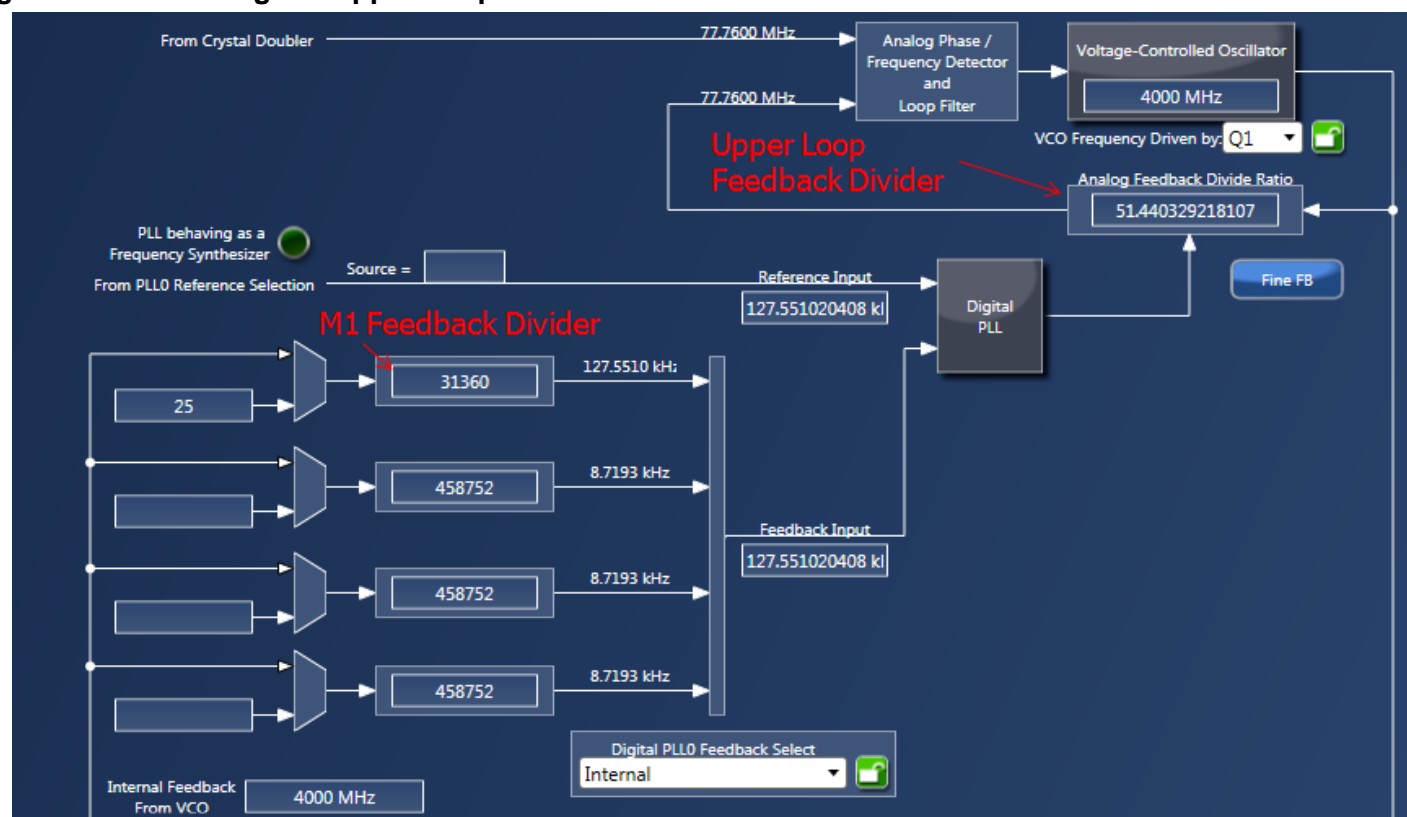 From Crystal Doubler
77.7600 MHz
Analog Phase /
Frequency Detector
and
Loop Filter
Voltage-Controlled Oscillator
4000 MHz
77.7600 MHz
VCO Frequency Driven by: Q1
Upper Loop
Feedback Divider
Analog Feedback Divide Ratio
51.440329218107
PLL behaving as a
Frequency Synthesizer
Source =
From PLL0 Reference Selection
Reference Input
127.551020408 kl
Digital
PLL
Fine FB
M1 Feedback Divider
31360
127.5510 kHz
25
458752
8.7193 kHz
Feedback Input
127.551020408 kl
458752
8.7193 kHz
458752
8.7193 kHz
Digital PLL0 Feedback Select
Internal
Internal Feedback
From VCO
4000 MHz